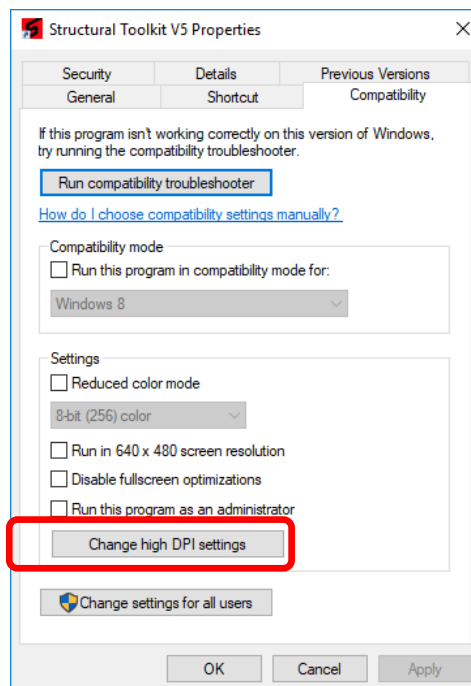 Structural Toolkit V5 Properties
Security Details Previous Versions
General Shortcut Compatibility
If this program isn't working correctly on this version of Windows,
try running the compatibility troubleshooter.
Run compatibility troubleshooter
How do I choose compatibility settings manually?
Compatibility mode
Run this program in compatibility mode for:
Windows 8
Settings
Reduced color mode
8-bit (256) color
Run in 640 x 480 screen resolution
Disable fullscreen optimizations
Run this program as an administrator
Change high DPI settings
Change settings for all users
OK Cancel Apply